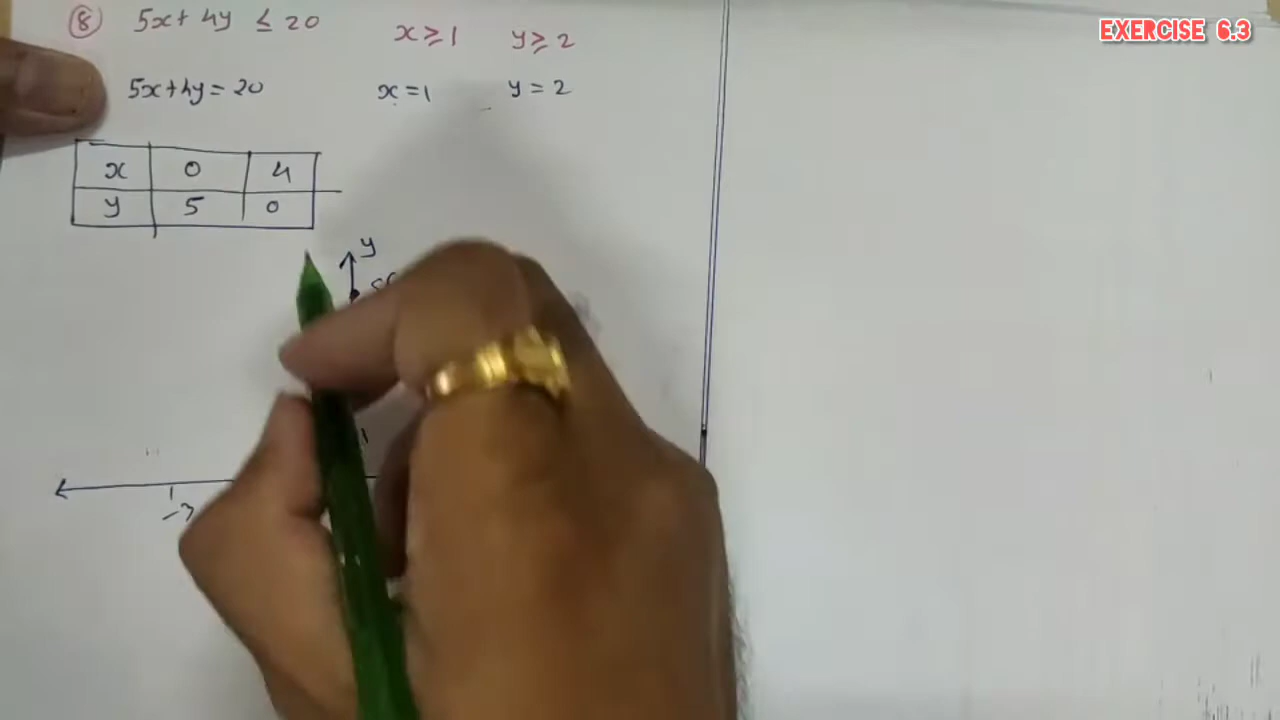 EXERCISE 6.3
⑧ 5x + 4y ≤ 20 x ≥ 1 y ≥ 2
5x + 4y = 20 x = 1 y = 2
x 0 4
y 5 0
y
1
-3